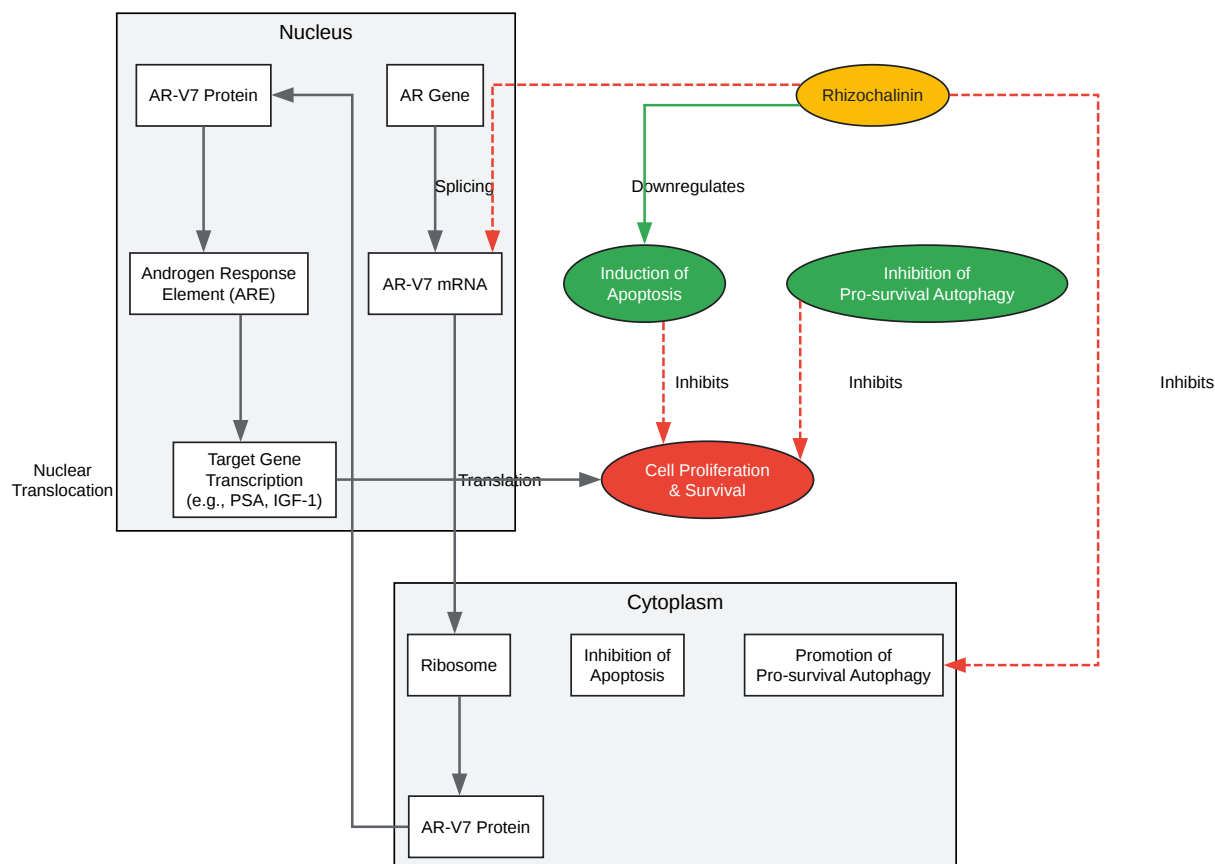 Nucleus
AR-V7 Protein
AR Gene
Rhizochalinin
Splicing
Downregulates
Androgen Response
Element (ARE)
AR-V7 mRNA
Induction of
Apoptosis
Inhibition of
Pro-survival Autophagy
Inhibits
Inhibits
Inhibits
Nuclear
Translocation
Target Gene
Transcription
(e.g., PSA, IGF-1)
Translation
Cell Proliferation
& Survival
Cytoplasm
Ribosome
Inhibition of
Apoptosis
Promotion of
Pro-survival Autophagy
AR-V7 Protein